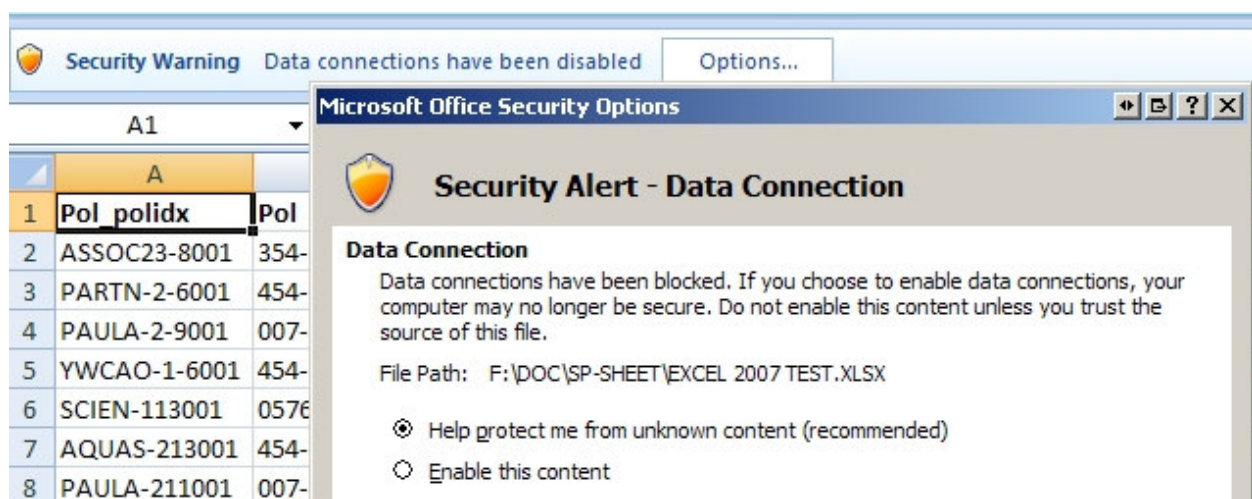 Security Warning Data connections have been disabled Options...
Microsoft Office Security Options
A1
Security Alert - Data Connection
A
1 Pol_polidx Pol
2 ASSOC23-8001 354-
3 PARTN-2-6001 454-
4 PAULA-2-9001 007-
5 YWCAO-1-6001 454-
6 SCIEN-113001 0576
7 AQUAS-213001 454-
8 PAULA-211001 007-
Data Connection
Data connections have been blocked. If you choose to enable data connections, your
computer may no longer be secure. Do not enable this content unless you trust the
source of this file.
File Path: F:\DOC\SP-SHEET\EXCEL 2007 TEST.XLSX
Help protect me from unknown content (recommended)
Enable this content